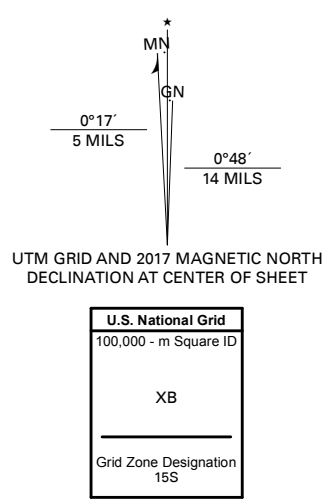 MN
GN
0°17´
5 MILS
0°48´
14 MILS
UTM GRID AND 2017 MAGNETIC NORTH
DECLINATION AT CENTER OF SHEET
U.S. National Grid
100,000 - m Square ID
XB
Grid Zone Designation
15S